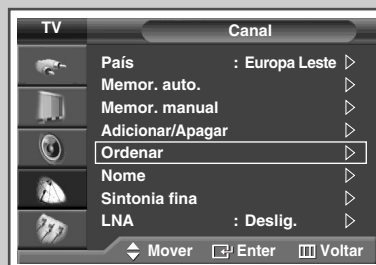 TV Canal
País : Europa Leste
Memor. auto.
Memor. manual
Adicionar/Apagar
Ordenar
Nome
Sintonia fina
LNA : Deslig.
Mover Enter Voltar